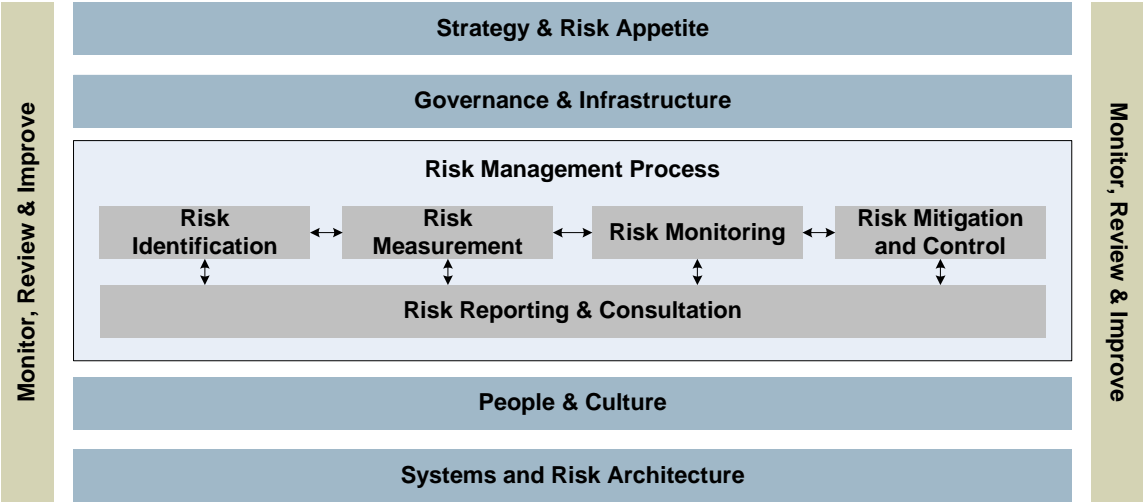 Monitor, Review & Improve
Strategy & Risk Appetite
Governance & Infrastructure
Risk Management Process
Risk
Identification
Risk
Measurement
Risk Monitoring
Risk Mitigation
and Control
Risk Reporting & Consultation
People & Culture
Systems and Risk Architecture
Monitor, Review & Improve